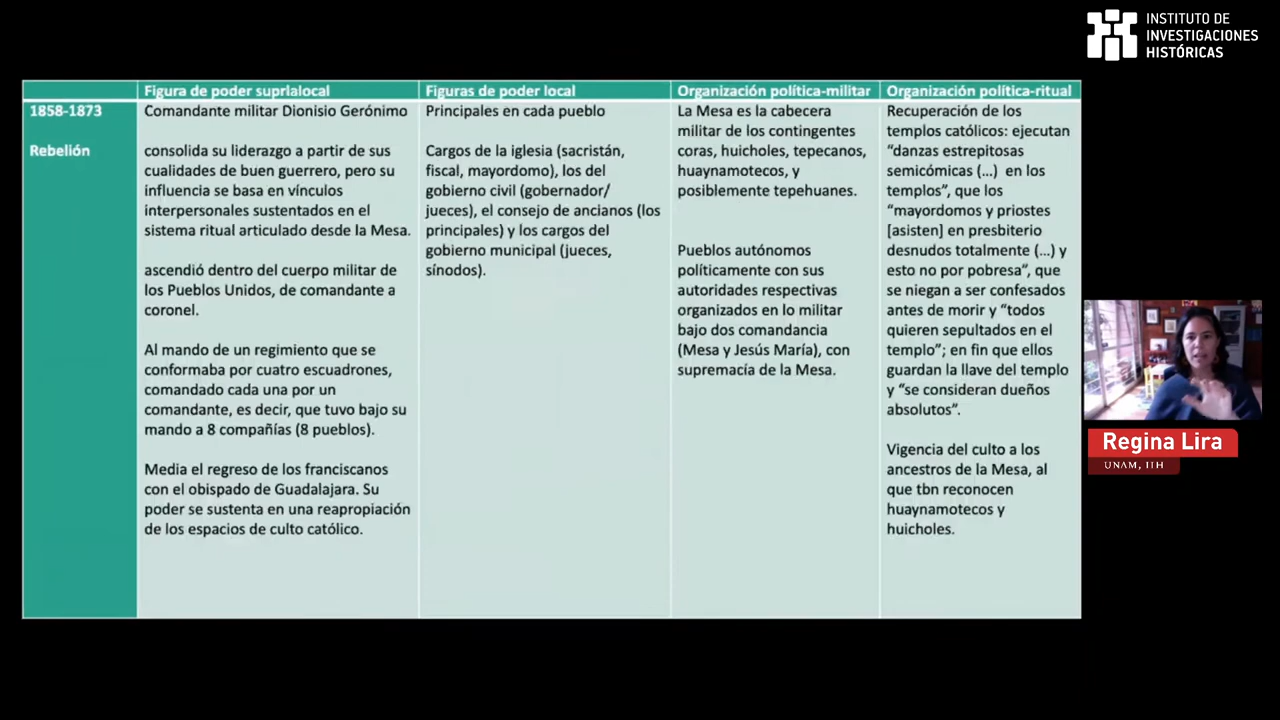 INSTITUTO DE
INVESTIGACIONES
HISTÓRICAS
Figura de poder suprlalocal
Figuras de poder local
Organización política-militar
Organización política-ritual
1858-1873
Rebelión
Comandante militar Dionisio Gerónimo
consolida su liderazgo a partir de sus
cualidades de buen guerrero, pero su
influencia se basa en vínculos
interpersonales sustentados en el
sistema ritual articulado desde la Mesa.
ascendió dentro del cuerpo militar de
los Pueblos Unidos, de comandante a
coronel.
Al mando de un regimiento que se
conformaba por cuatro escuadrones,
comandado cada una por un
comandante, es decir, que tuvo bajo su
mando a 8 compañías (8 pueblos).
Media el regreso de los franciscanos
con el obispado de Guadalajara. Su
poder se sustenta en una reapropiación
de los espacios de culto católico.
Principales en cada pueblo
Cargos de la iglesia (sacristán,
fiscal, mayordomo), los del
gobierno civil (gobernador/
jueces), el consejo de ancianos (los
principales) y los cargos del
gobierno municipal (jueces,
sínodos).
La Mesa es la cabecera
militar de los contingentes
coras, huicholes, tepecanos,
huaynamotecos, y
posiblemente tepehuanes.
Pueblos autónomos
políticamente con sus
autoridades respectivas
organizados en lo militar
bajo dos comandancia
(Mesa y Jesús María), con
supremacía de la Mesa.
Recuperación de los
templos católicos: ejecutan
“danzas estrepitosas
semicómicas (...) en los
templos”, que los
“mayordomos y priostes
[asisten] en presbiterio
desnudos totalmente (...) y
esto no por pobresa”, que
se niegan a ser confesados
antes de morir y “todos
quieren sepultados en el
templo”; en fin que ellos
guardan la llave del templo
y “se consideran dueños
absolutos”.
Vigencia del culto a los
ancestros de la Mesa, al
que tbn reconocen
huaynamotecos y
huicholes.
Regina Lira
UNAM, IIH